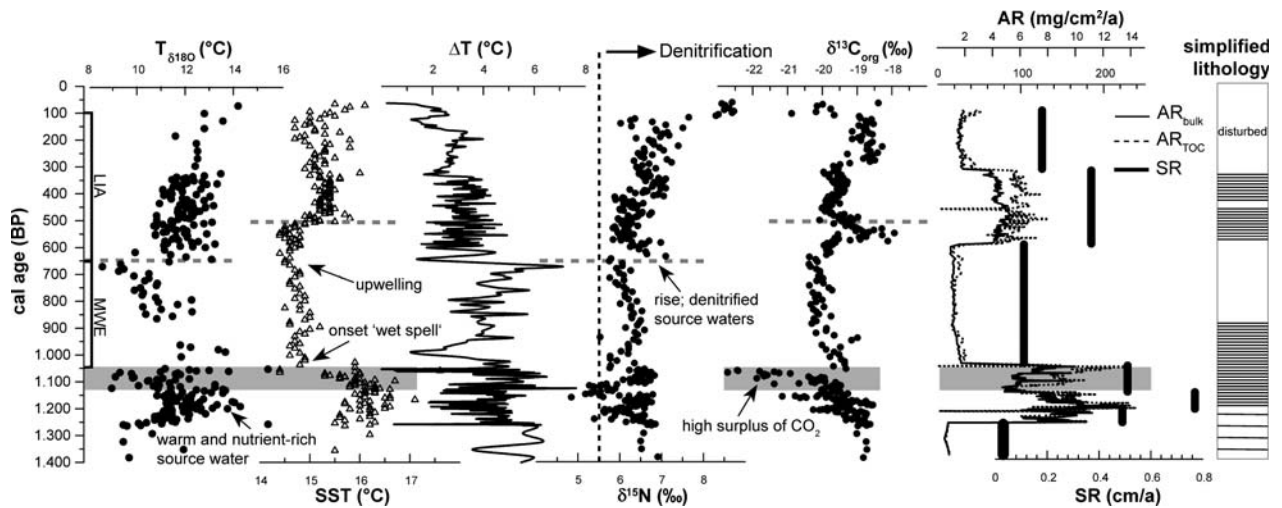 T δ18O (°C)
8 10 12 14 16
ΔT (°C)
2 4 6 8
Denitrification
δ13Corg (‰)
-22 -21 -20 -19 -18
AR (mg/cm2/a)
2 4 6 8 10 13 14
0 100 200
simplified
lithology
cal age (BP)
0
100
200
300
400
500
600
700
800
900
1.000
1.100
1.200
1.300
1.400
LIA
MWE
upwelling
onset ‘wet spell‘
warm and nutrient-rich
source water
rise; denitrified
source waters
high surplus of CO2
ARbulk
ARTOC
SR
disturbed
14 15 16 17
SST (°C)
5 6 7 8
δ15N (‰)
0 0.2 0.4 0.6 0.8
SR (cm/a)